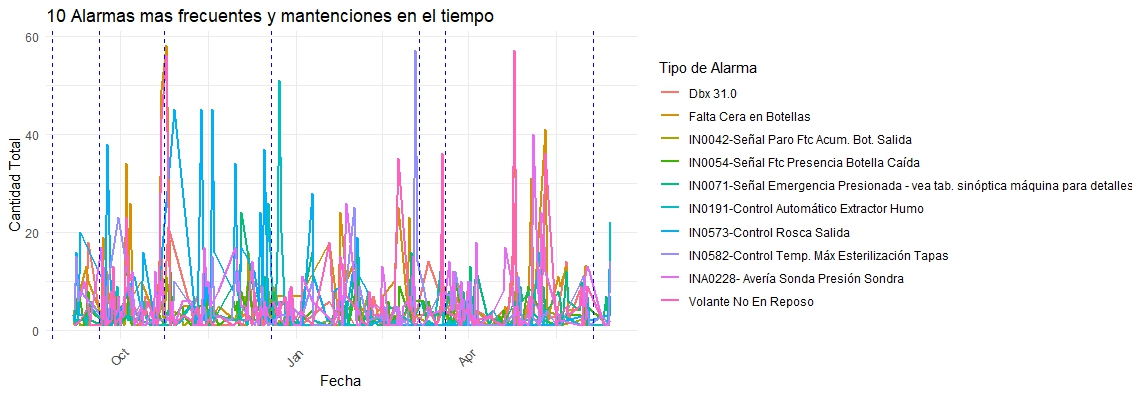 10 Alarmas mas frecuentes y mantenciones en el tiempo
60
40
20
0
Cantidad Total
Oct
Jan
Apr
Fecha
Tipo de Alarma
Dbx 31.0
Falta Cera en Botellas
IN0042-Señal Paro Ftc Acum. Bot. Salida
IN0054-Señal Ftc Presencia Botella Caída
IN0071-Señal Emergencia Presionada - vea tab. sinóptica máquina para detalles
IN0191-Control Automático Extractor Humo
IN0573-Control Rosca Salida
IN0582-Control Temp. Máx Esterilización Tapas
INA0228- Avería Sonda Presión Sondra
Volante No En Reposo